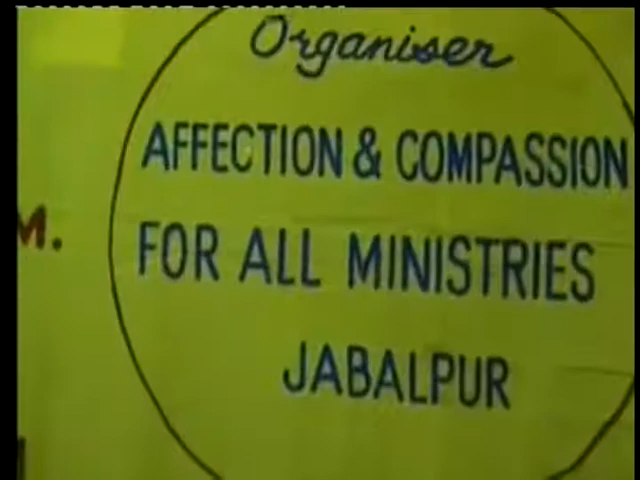 Organiser
AFFECTION & COMPASSION
FOR ALL MINISTRIES
JABALPUR
M.